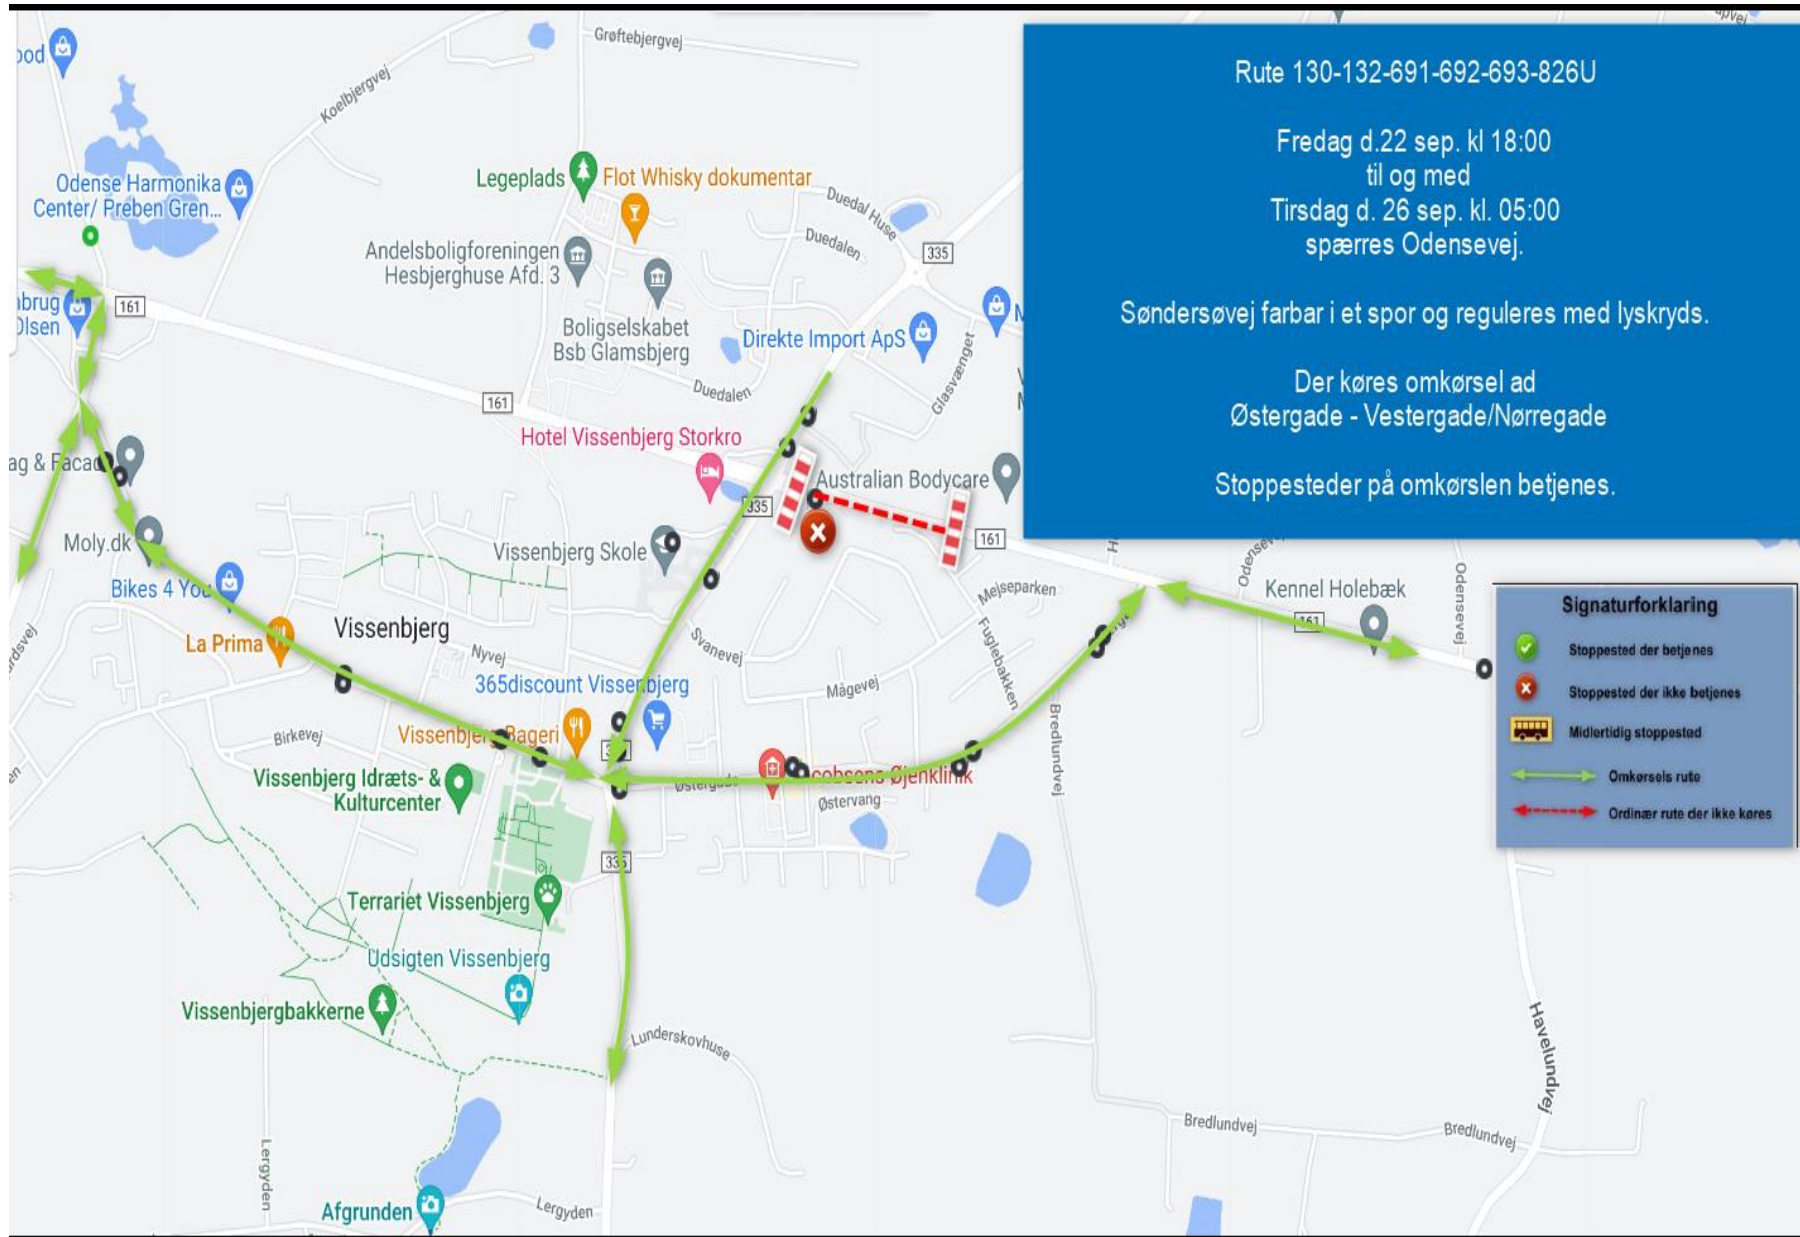 Rute 130-132-691-692-693-826U
Fredag d.22 sep. kl 18:00
til og med
Tirsdag d. 26 sep. kl. 05:00
spærres Odensevej.
Søndersøvej farbar i et spor og reguleres med lyskryds.
Der køres omkørsel ad
Østergade - Vestergade/Nørregade
Stoppesteder på omkørslen betjenes.
Signaturforklaring
Stoppested der betjenes
Stoppested der ikke betjenes
Midlertidig stoppested
Omkørsels rute
Ordinær rute der ikke køres
Grøftebjergvej
Koelbjergvej
Odense Harmonika
Center/ Preben Gren...
Legeplads
Flot Whisky dokumentar
Duedal Huse
Duedalen
335
Andelsboligforeningen
Hesbjerghuse Afd. 3
161
Olsen
Boligselskabet
Bsb Glamsbjerg
Direkte Import ApS
Glasvænget
Duedalen
161
Hotel Vissenbjerg Storkro
Australian Bodycare
335
161
Moly.dk
Vissenbjerg Skole
Odensevej
Bikes 4 You
Mejseparken
Kennel Holebæk
161
Odensevej
La Prima
Vissenbjerg
Nyvej
Svanevej
Fuglebakken
365discount Vissenbjerg
Mågevej
Bredlundvej
Birkevej
Vissenbjerg Bageri
Vissenbjerg Idræts- &
Kulturcenter
Østergade
Jacobsens Øjenklinik
Østervang
335
Terrariet Vissenbjerg
Udsigten Vissenbjerg
Vissenbjergbakkerne
Lunderskovhuse
Havelundvej
Bredlundvej
Bredlundvej
Lergyden
Afgrunden
Lergyden